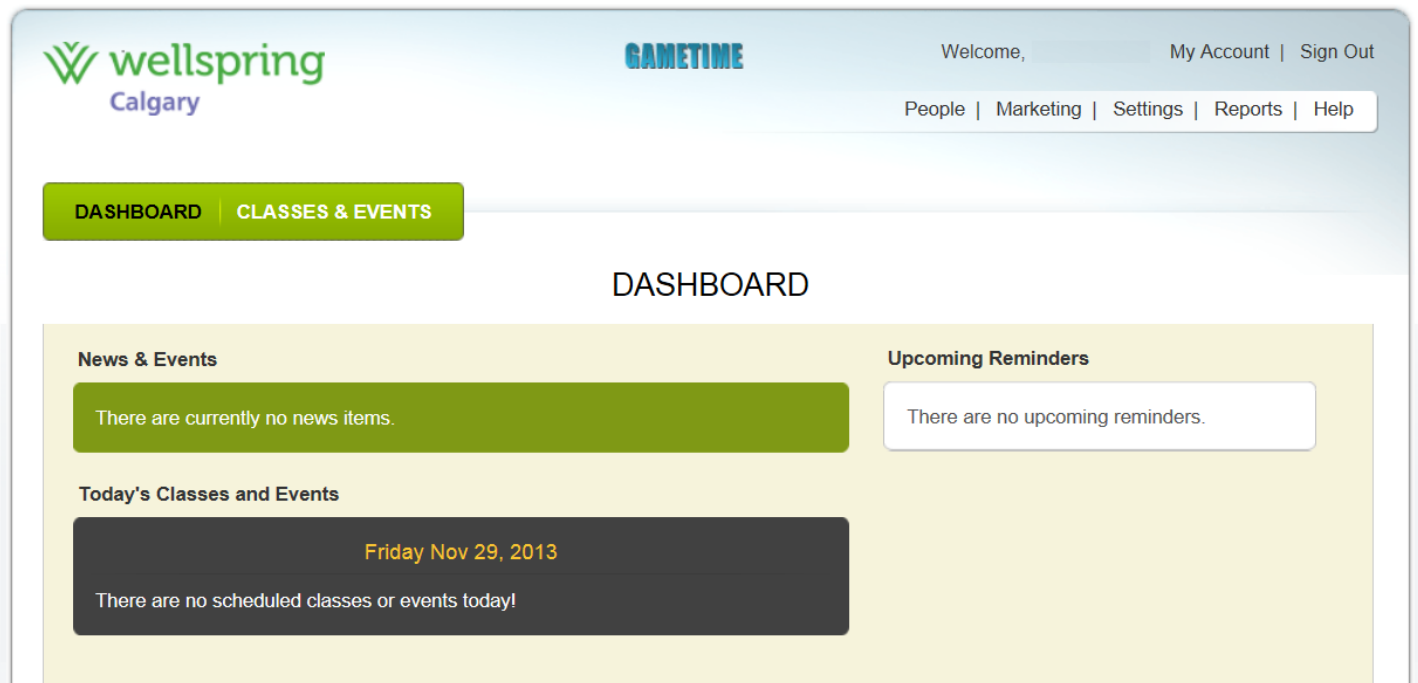 wellspring
Calgary
GAMETIME
Welcome, My Account | Sign Out
People | Marketing | Settings | Reports | Help
DASHBOARD CLASSES & EVENTS
DASHBOARD
News & Events
There are currently no news items.
Upcoming Reminders
There are no upcoming reminders.
Today's Classes and Events
Friday Nov 29, 2013
There are no scheduled classes or events today!